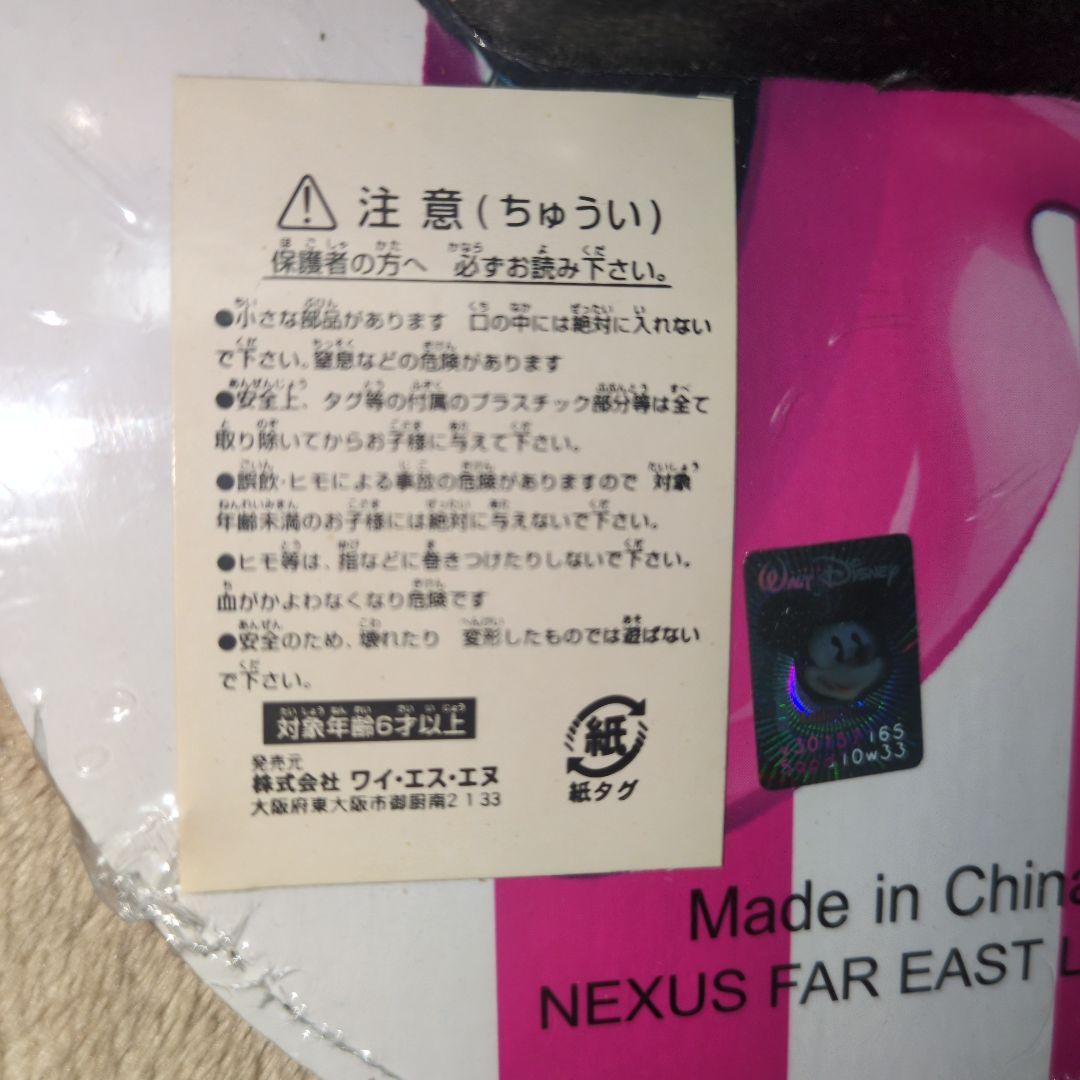 注意(ちゅうい)
保護者の方へ 必ずお読み下さい。
●小さな部品があります 口の中には絶対に入れない
で下さい。窒息などの危険があります
●安全上、タグ等の付属のプラスチック部分等は全て
取り除いてからお子様に与えて下さい。
●誤飲・ヒモによる事故の危険がありますので 対象
年齢未満のお子様には絶対に与えないで下さい。
●ヒモ等は、指などに巻きつけたりしないで下さい。
血がかよわなくなり危険です
●安全のため、壊れたり 変形したものでは遊ばない
で下さい。
対象年齢6才以上
発売元
株式会社 ワイ・エス・エヌ
大阪府東大阪市御厨南2133
紙
紙タグ
WALT DISNEY
165
10w33
Made in China
NEXUS FAR EAST